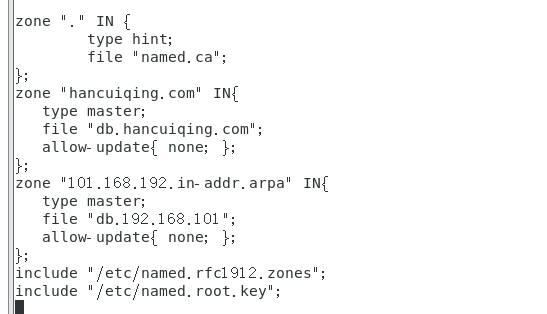 zone "." IN {
        type hint;
        file "named.ca";
};
zone "hancuiqing.com" IN{
   type master;
   file "db.hancuiqing.com";
   allow-update{ none; };
};
zone "101.168.192.in-addr.arpa" IN{
   type master;
   file "db.192.168.101";
   allow-update{ none; };
};
include "/etc/named.rfc1912.zones";
include "/etc/named.root.key";